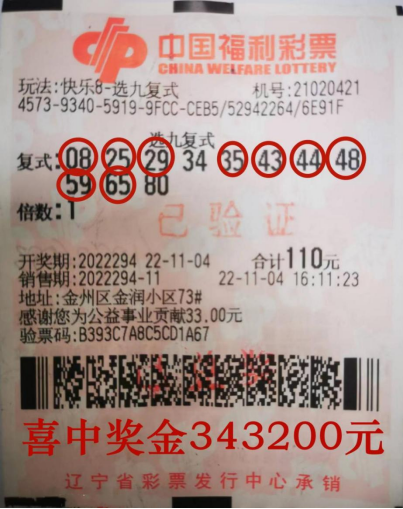 中国福利彩票
CHINA WELFARE LOTTERY
玩法:快乐8-选九复式 机号:21020421
4573-9340-5919-9FCC-CEB5/52942264/6E91F
选九复式
复式:08 25 29 34 35 43 44 48
59 65 80
倍数:1
已验证
开奖期:2022294 22-11-04 合计110元
销售期:2022294-11 22-11-04 16:11:23
地址:金州区金润小区73#
感谢您为公益事业贡献33.00元
验票码:B393C7A8C5CD1A67
喜中奖金343200元
辽宁省彩票发行中心承销